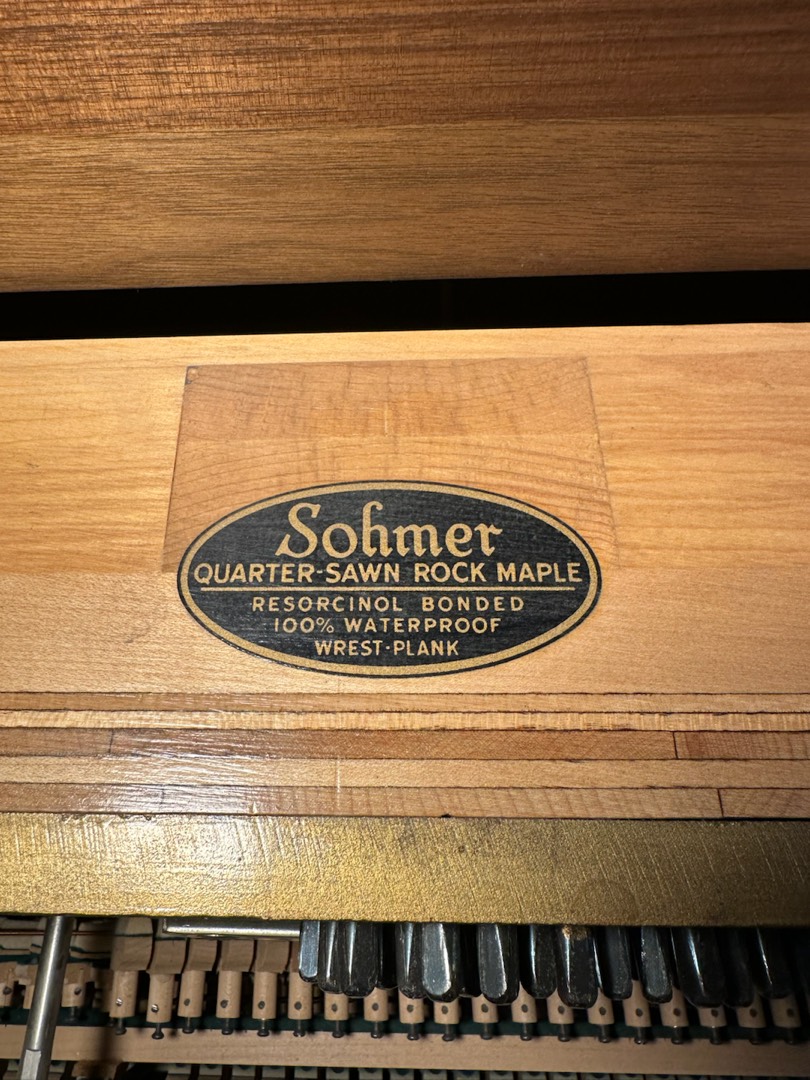 Sohmer
QUARTER-SAWN ROCK MAPLE
RESORCINOL BONDED
100% WATERPROOF
WREST-PLANK